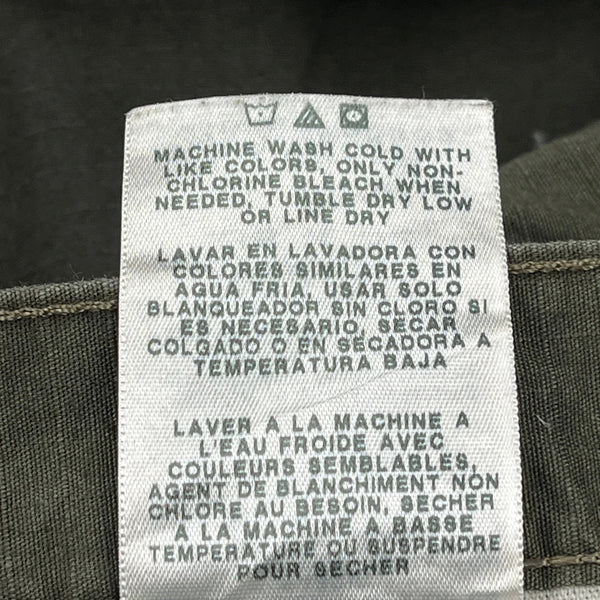 MACHINE WASH COLD WITH
LIKE COLORS, ONLY NON-
CHLORINE BLEACH WHEN
NEEDED, TUMBLE DRY LOW
OR LINE DRY
LAVAR EN LAVADORA CON
COLORES SIMILARES EN
AGUA FRIA, USAR SOLO
BLANQUEADOR SIN CLORO SI
ES NECESARIO, SECAR
COLGADO O EN SECADORA A
TEMPERATURA BAJA
LAVER A LA MACHINE A
L'EAU FROIDE AVEC
COULEURS SEMBLABLES,
AGENT DE BLANCHIMENT NON
CHLORE AU BESOIN, SECHER
A LA MACHINE A BASSE
TEMPERATURE OU SUSPENDRE
POUR SECHER